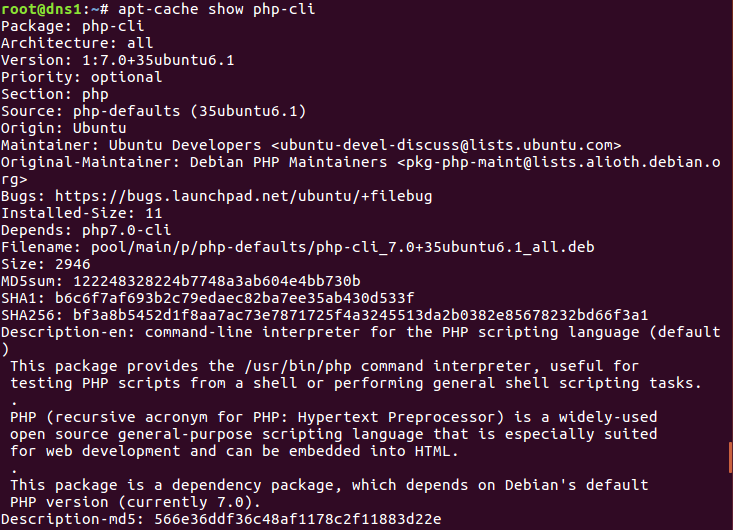 root@dns1:~# apt-cache show php-cli
Package: php-cli
Architecture: all
Version: 1:7.0+35ubuntu6.1
Priority: optional
Section: php
Source: php-defaults (35ubuntu6.1)
Origin: Ubuntu
Maintainer: Ubuntu Developers <ubuntu-devel-discuss@lists.ubuntu.com>
Original-Maintainer: Debian PHP Maintainers <pkg-php-maint@lists.alioth.debian.o
rg>
Bugs: https://bugs.launchpad.net/ubuntu/+filebug
Installed-Size: 11
Depends: php7.0-cli
Filename: pool/main/p/php-defaults/php-cli_7.0+35ubuntu6.1_all.deb
Size: 2946
MD5sum: 122248328224b7748a3ab604e4bb730b
SHA1: b6c6f7af693b2c79edaec82ba7ee35ab430d533f
SHA256: bf3a8b5452d1f8aa7ac73e7871725f4a3245513da2b0382e85678232bd66f3a1
Description-en: command-line interpreter for the PHP scripting language (default
)
 This package provides the /usr/bin/php command interpreter, useful for
 testing PHP scripts from a shell or performing general shell scripting tasks.
 .
 PHP (recursive acronym for PHP: Hypertext Preprocessor) is a widely-used
 open source general-purpose scripting language that is especially suited
 for web development and can be embedded into HTML.
 .
 This package is a dependency package, which depends on Debian's default
 PHP version (currently 7.0).
Description-md5: 566e36ddf36c48af1178c2f11883d22e